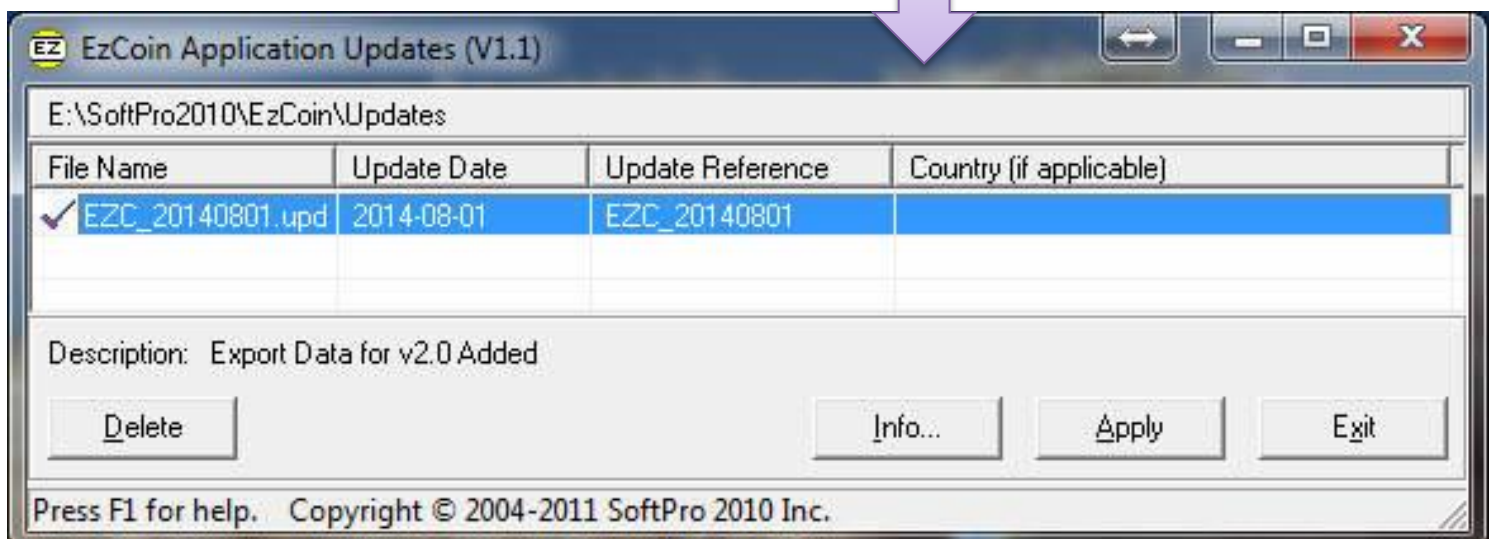 EZ EzCoin Application Updates (V1.1)
E:\SoftPro2010\EzCoin\Updates
File Name Update Date Update Reference Country (if applicable)
EZC_20140801.upd 2014-08-01 EZC_20140801
Description: Export Data for v2.0 Added
Delete Info... Apply Exit
Press F1 for help. Copyright © 2004-2011 SoftPro 2010 Inc.